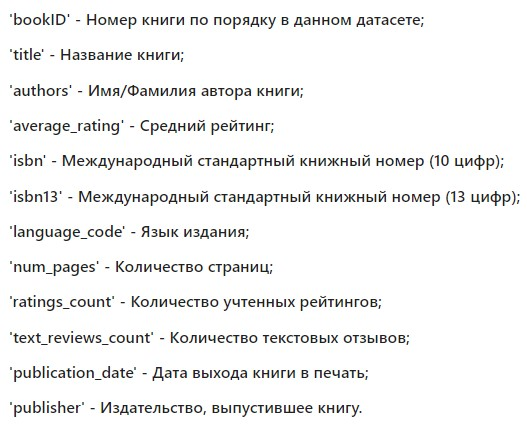 'bookID' - Номер книги по порядку в данном датасете;
'title' - Название книги;
'authors' - Имя/Фамилия автора книги;
'average_rating' - Средний рейтинг;
'isbn' - Международный стандартный книжный номер (10 цифр);
'isbn13' - Международный стандартный книжный номер (13 цифр);
'language_code' - Язык издания;
'num_pages' - Количество страниц;
'ratings_count' - Количество учтенных рейтингов;
'text_reviews_count' - Количество текстовых отзывов;
'publication_date' - Дата выхода книги в печать;
'publisher' - Издательство, выпустившее книгу.